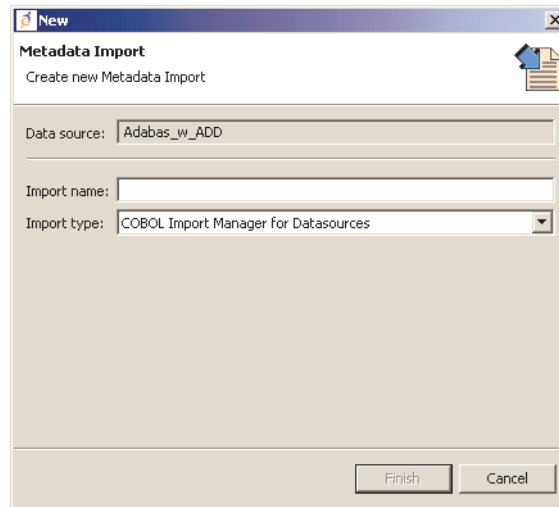 New
Metadata Import
Create new Metadata Import
Data source: Adabas_w_ADD
Import name:
Import type: COBOL Import Manager for Datasources
Finish Cancel